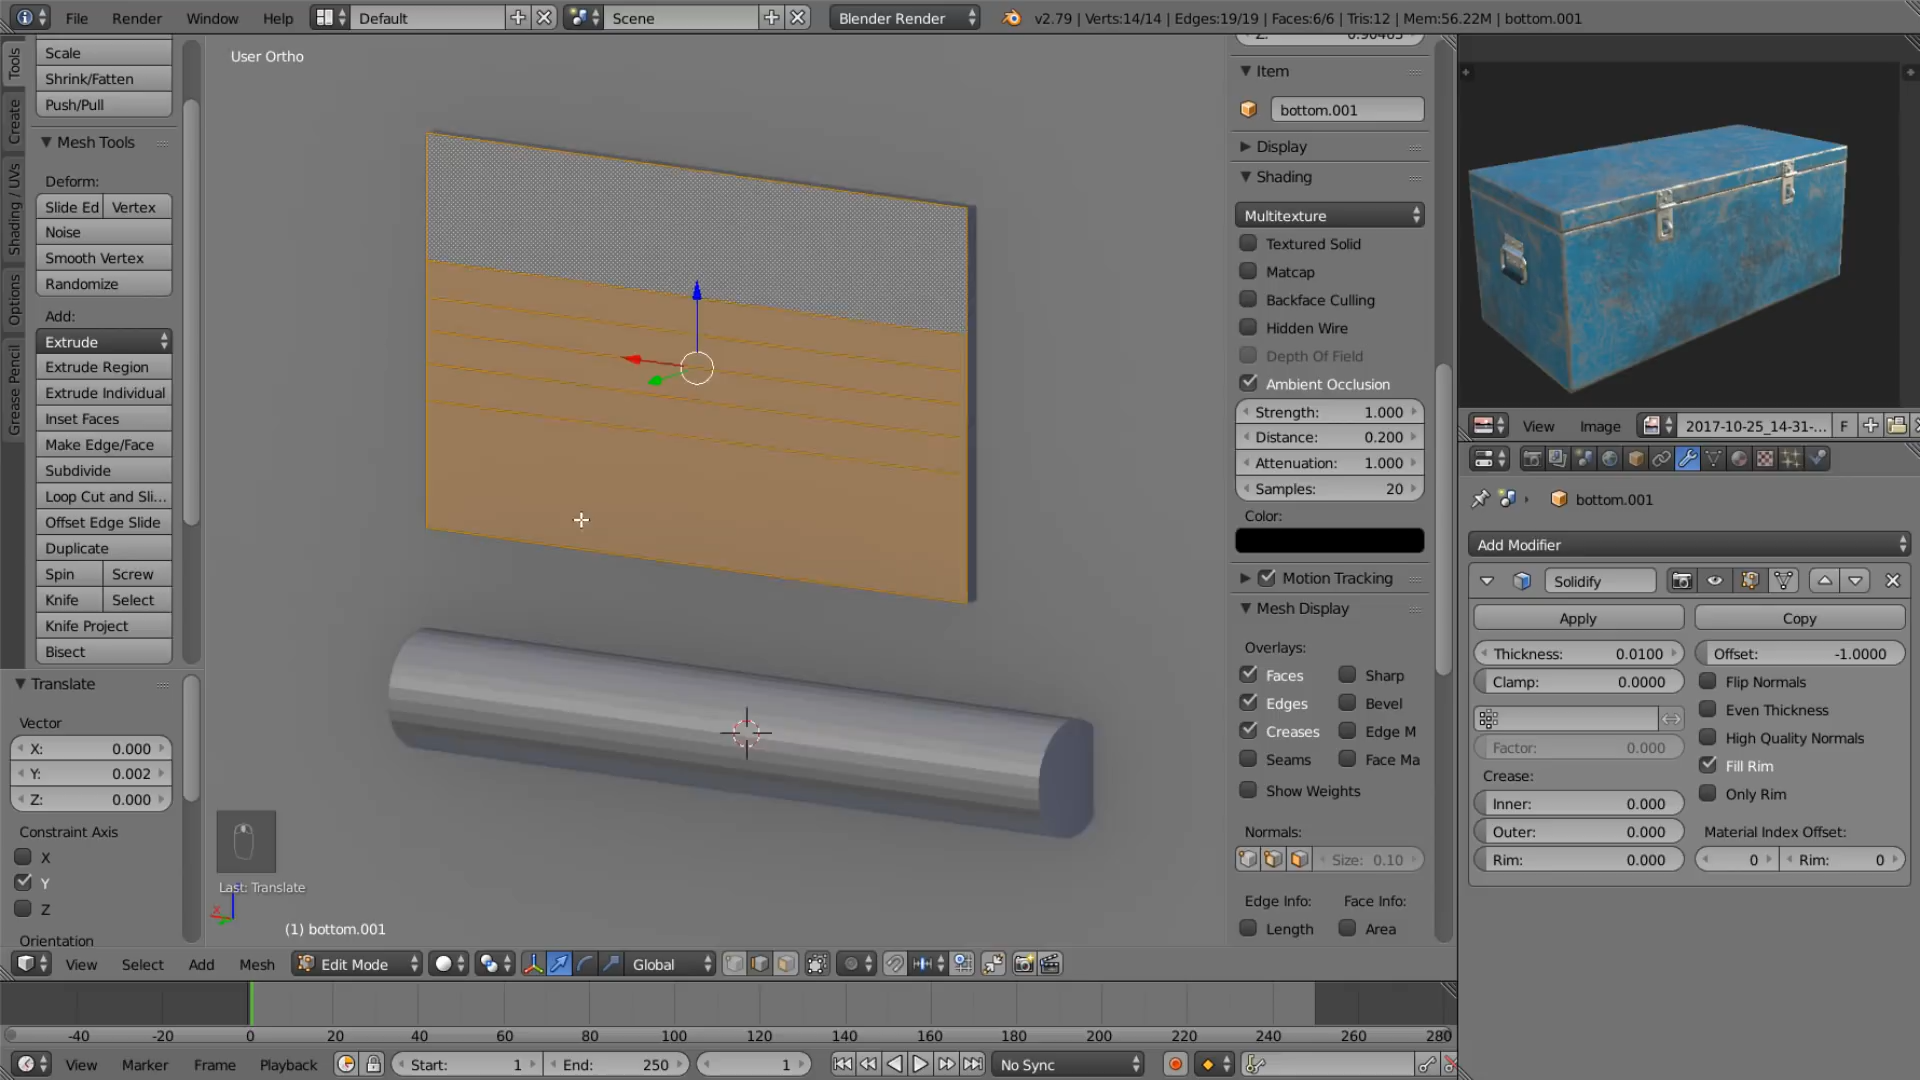 File
Render
Window
Help
Default
Scene
Blender Render
v2.79 | Verts:14/14 | Edges:19/19 | Faces:6/6 | Tris:12 | Mem:56.22M | bottom.001
Tools
Create
Shading / UVs
Options
Grease Pencil
Scale
Shrink/Fatten
Push/Pull
Mesh Tools
Deform:
Slide Ed
Vertex
Noise
Smooth Vertex
Randomize
Add:
Extrude
Extrude Region
Extrude Individual
Inset Faces
Make Edge/Face
Subdivide
Loop Cut and Sli...
Offset Edge Slide
Duplicate
Spin
Screw
Knife
Select
Knife Project
Bisect
Translate
Vector
X: 0.000
Y: 0.002
Z: 0.000
Constraint Axis
X
Y
Z
Orientation
User Ortho
Last: Translate
X
(1) bottom.001
Item
bottom.001
Display
Shading
Multitexture
Textured Solid
Matcap
Backface Culling
Hidden Wire
Depth Of Field
Ambient Occlusion
Strength: 1.000
Distance: 0.200
Attenuation: 1.000
Samples: 20
Color:
Motion Tracking
Mesh Display
Overlays:
Faces
Sharp
Edges
Bevel
Creases
Edge M
Seams
Face Ma
Show Weights
Normals:
Size: 0.10
Edge Info:
Face Info:
Length
Area
View
Image
2017-10-25_14-31-...
F
bottom.001
Add Modifier
Solidify
Apply
Copy
Thickness: 0.0100
Offset: -1.0000
Clamp: 0.0000
Flip Normals
Even Thickness
High Quality Normals
Factor: 0.000
Fill Rim
Crease:
Only Rim
Inner: 0.000
Outer: 0.000
Material Index Offset:
Rim: 0.000
0
Rim: 0
View
Select
Add
Mesh
Edit Mode
Global
-40
-20
0
20
40
60
80
100
120
140
160
180
200
220
240
260
280
View
Marker
Frame
Playback
Start: 1
End: 250
1
No Sync